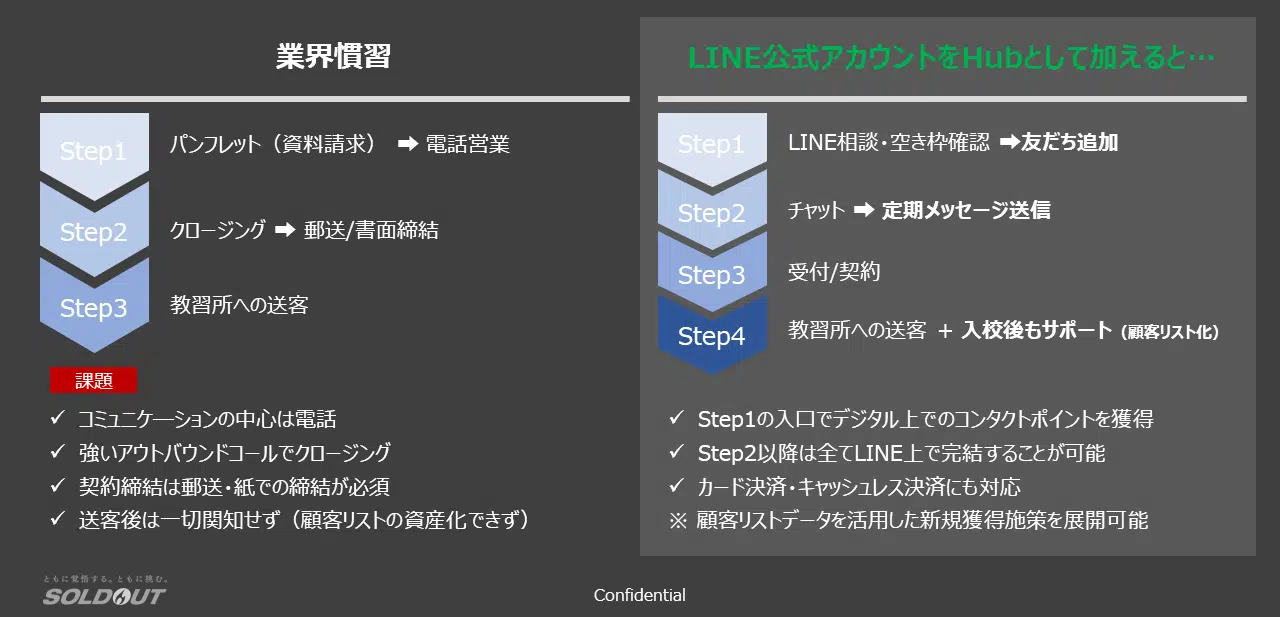 業界慣習
Step1
パンフレット（資料請求） ➡ 電話営業
Step2
クロージング ➡ 郵送/書面締結
Step3
教習所への送客
課題
✓ コミュニケーションの中心は電話
✓ 強いアウトバウンドコールでクロージング
✓ 契約締結は郵送・紙での締結が必須
✓ 送客後は一切関知せず（顧客リストの資産化できず）
LINE公式アカウントをHubとして加えると…
Step1
LINE相談・空き枠確認 ➡友だち追加
Step2
チャット ➡ 定期メッセージ送信
Step3
受付/契約
Step4
教習所への送客 + 入校後もサポート（顧客リスト化）
✓ Step1の入口でデジタル上でのコンタクトポイントを獲得
✓ Step2以降は全てLINE上で完結することが可能
✓ カード決済・キャッシュレス決済にも対応
※ 顧客リストデータを活用した新規獲得施策を展開可能
ともに覚悟する。ともに挑む。
SOLDOUT
Confidential